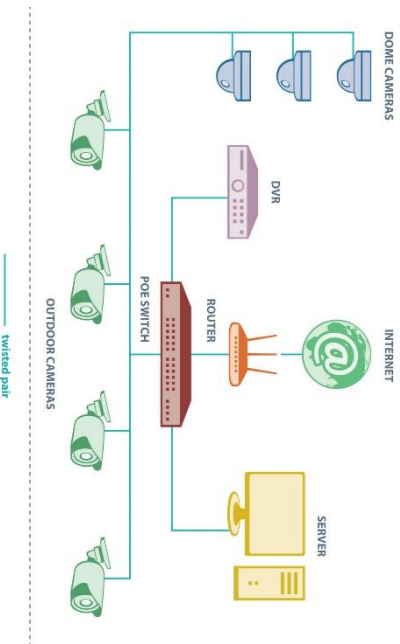 DOME CAMERAS
DVR
INTERNET
ROUTER
SERVER
POE SWITCH
OUTDOOR CAMERAS
twisted pair